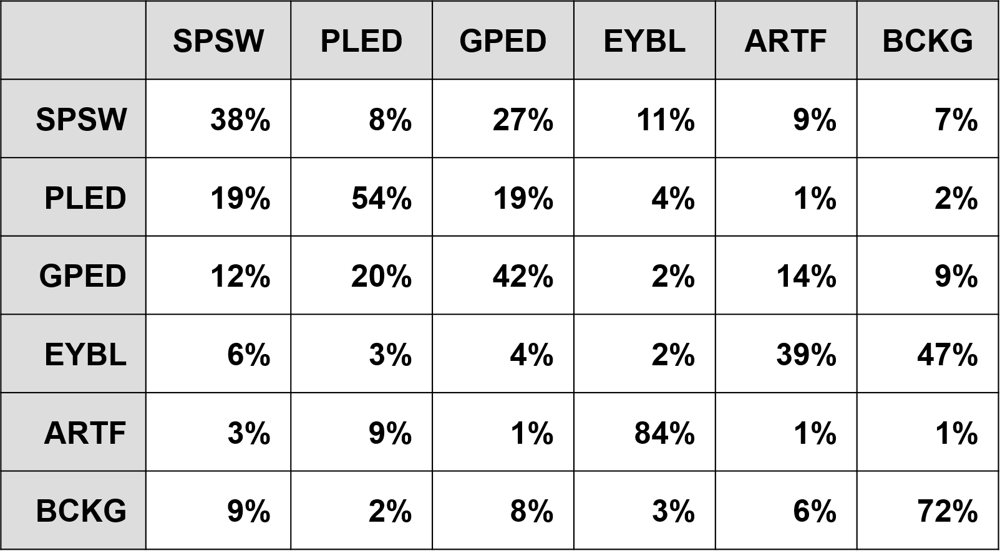 SPSW PLED GPED EYBL ARTF BCKG
SPSW 38% 8% 27% 11% 9% 7%
PLED 19% 54% 19% 4% 1% 2%
GPED 12% 20% 42% 2% 14% 9%
EYBL 6% 3% 4% 2% 39% 47%
ARTF 3% 9% 1% 84% 1% 1%
BCKG 9% 2% 8% 3% 6% 72%